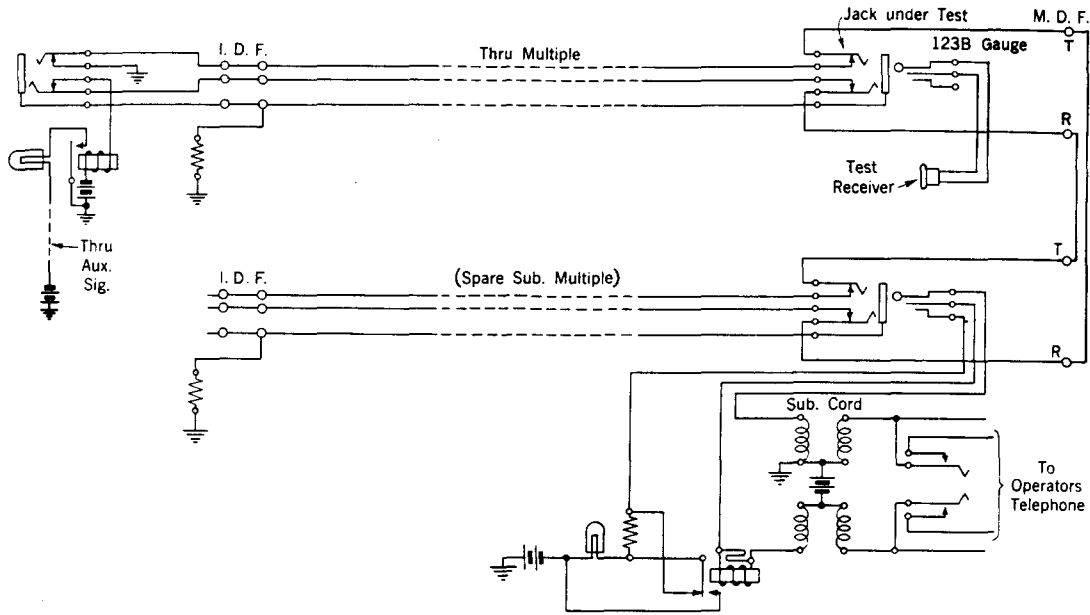 Jack under Test
M. D. F.
I. D. F.
Thru Multiple
123B Gauge
T
R
Test
Receiver
Thru
Aux.
Sig.
I. D. F.
(Spare Sub. Multiple)
T
R
Sub. Cord
To
Operators
Telephone